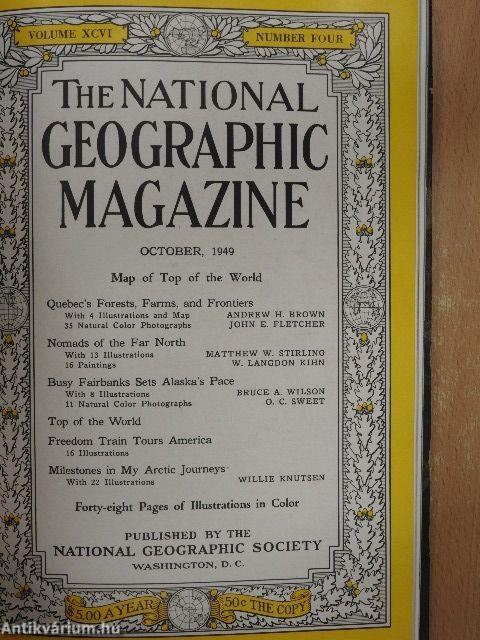 VOLUME XCVI NUMBER FOUR
THE NATIONAL
GEOGRAPHIC
MAGAZINE
OCTOBER, 1949
Map of Top of the World
Quebec's Forests, Farms, and Frontiers
With 4 Illustrations and Map ANDREW H. BROWN
35 Natural Color Photographs JOHN E. FLETCHER
Nomads of the Far North
With 13 Illustrations MATTHEW W. STIRLING
16 Paintings W. LANGDON KIHN
Busy Fairbanks Sets Alaska's Pace
With 8 Illustrations BRUCE A. WILSON
11 Natural Color Photographs O. C. SWEET
Top of the World
Freedom Train Tours America
16 Illustrations
Milestones in My Arctic Journeys
With 22 Illustrations WILLIE KNUTSEN
Forty-eight Pages of Illustrations in Color
PUBLISHED BY THE
NATIONAL GEOGRAPHIC SOCIETY
WASHINGTON, D. C.
$5.00 A YEAR 50c THE COPY
Antikvárium.hu